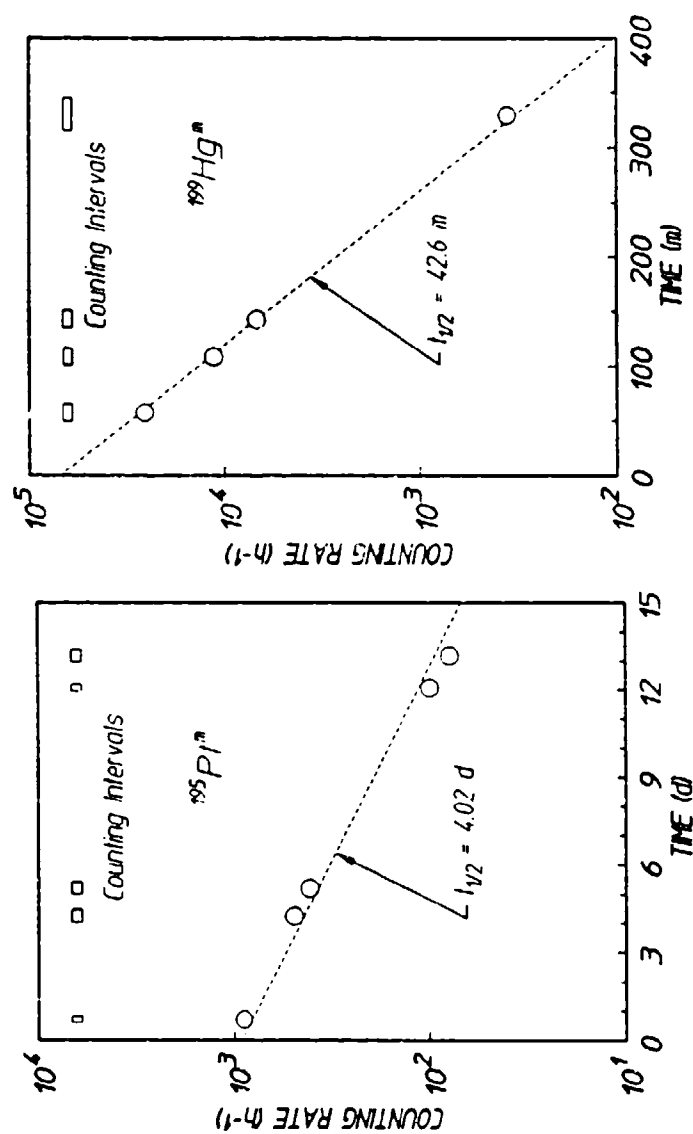 10⁴
10³
10²
10¹
COUNTING RATE (h-1)
Counting Intervals
¹⁹⁵Ptᵐ
t1/2 = 4.02 d
0 3 6 9 12 15
TIME (d)
10⁵
10⁴
10³
10²
COUNTING RATE (h-1)
Counting Intervals
¹⁹⁹Hgᵐ
t1/2 = 42.6 m
0 100 200 300 400
TIME (m)